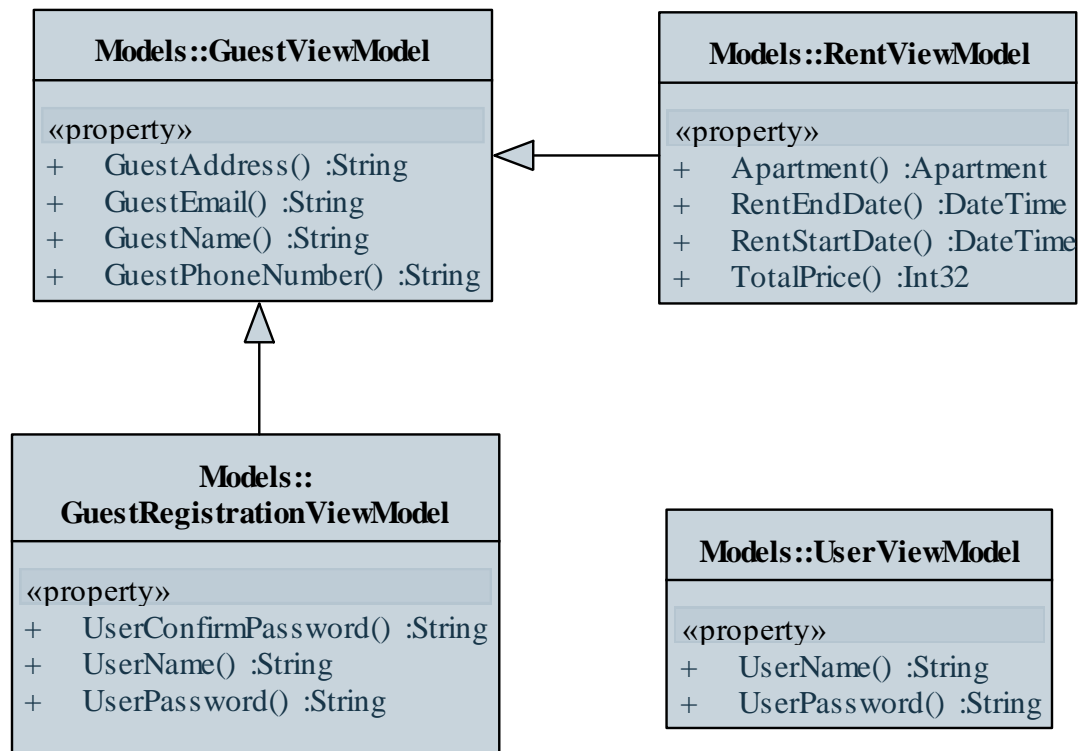 Models::GuestViewModel
«property»
+ GuestAddress() :String
+ GuestEmail() :String
+ GuestName() :String
+ GuestPhoneNumber() :String
Models::RentViewModel
«property»
+ Apartment() :Apartment
+ RentEndDate() :DateTime
+ RentStartDate() :DateTime
+ TotalPrice() :Int32
Models::
GuestRegistrationViewModel
«property»
+ UserConfirmPassword() :String
+ UserName() :String
+ UserPassword() :String
Models::UserViewModel
«property»
+ UserName() :String
+ UserPassword() :String